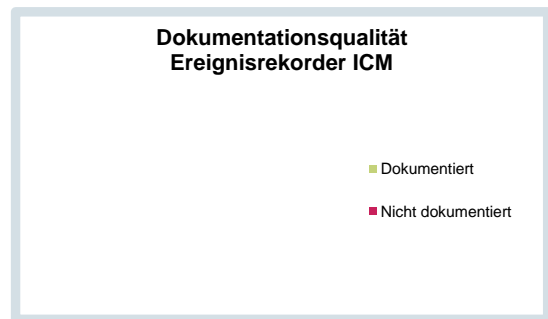 Dokumentationsqualität
Ereignisrekorder ICM
Dokumentiert
Nicht dokumentiert